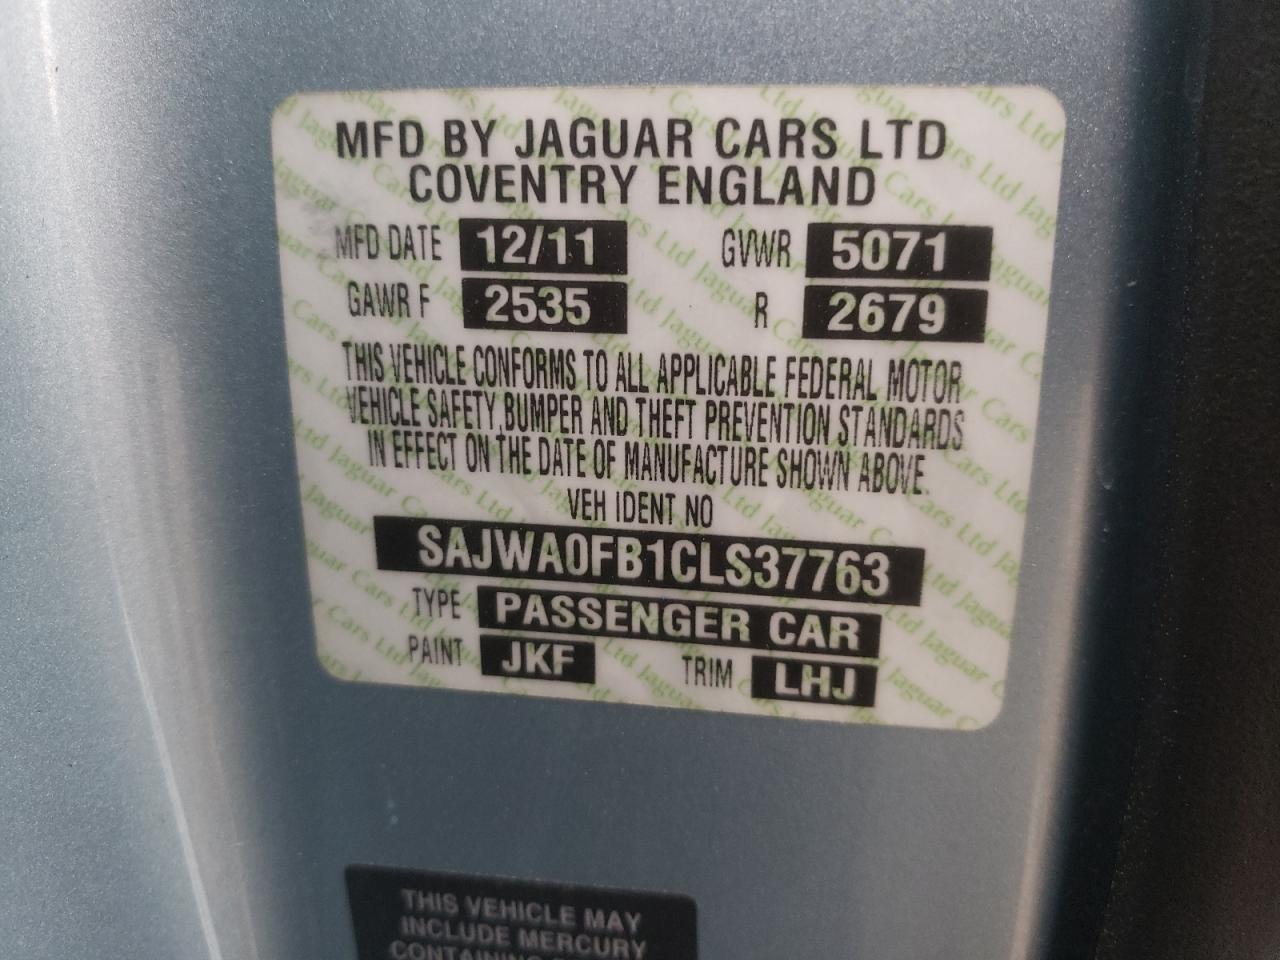 MFD BY JAGUAR CARS LTD
COVENTRY ENGLAND
MFD DATE 12/11 GVWR 5071
GAWR F 2535 R 2679
THIS VEHICLE CONFORMS TO ALL APPLICABLE FEDERAL MOTOR
VEHICLE SAFETY, BUMPER AND THEFT PREVENTION STANDARDS
IN EFFECT ON THE DATE OF MANUFACTURE SHOWN ABOVE.
VEH IDENT NO
SAJWA0FB1CLS37763
TYPE PASSENGER CAR
PAINT JKF TRIM LHJ
THIS VEHICLE MAY
INCLUDE MERCURY
CONTAINING